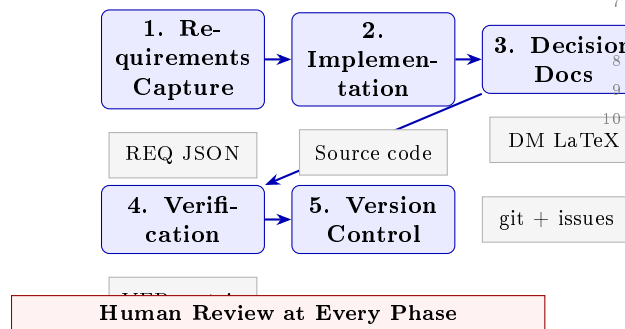 7
1. Re-
quirements
Capture
2.
Implemen-
tation
3. Decision
Docs
8
9
10
REQ JSON
Source code
DM LaTeX
4. Verifi-
cation
5. Version
Control
git + issues
Human Review at Every Phase